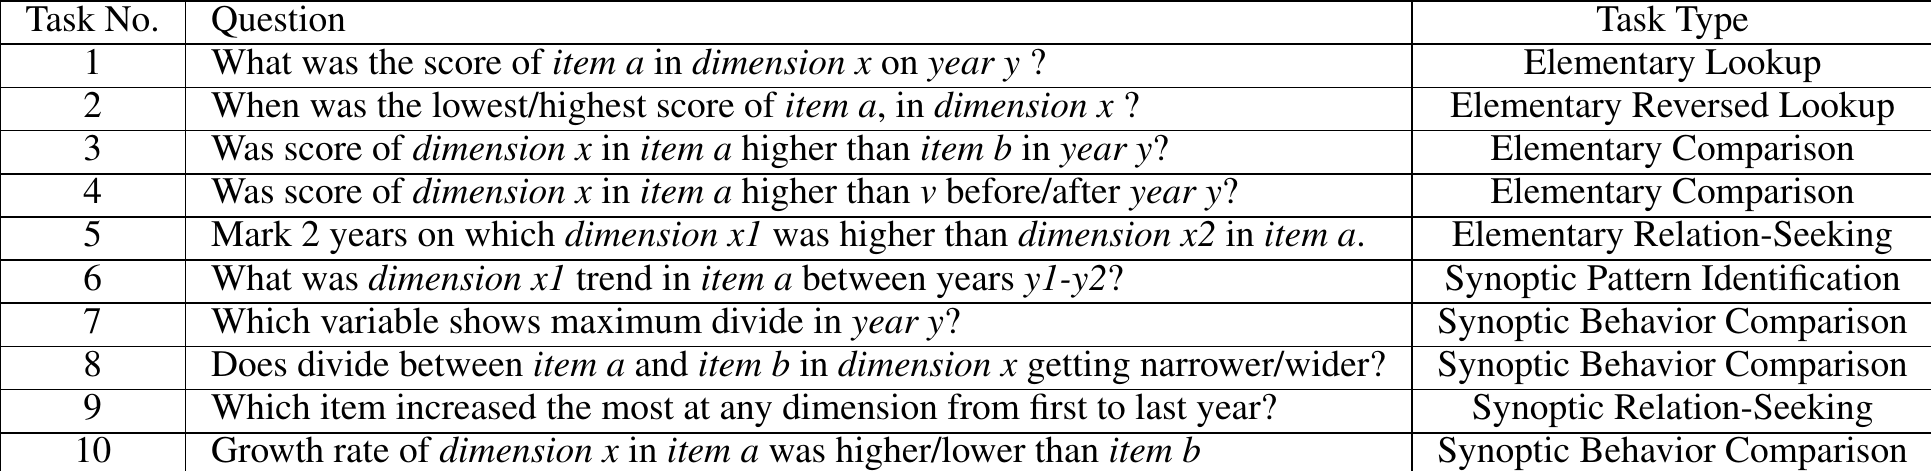 Task No. Question Task Type
1 What was the score of item a in dimension x on year y ? Elementary Lookup
2 When was the lowest/highest score of item a, in dimension x ? Elementary Reversed Lookup
3 Was score of dimension x in item a higher than item b in year y? Elementary Comparison
4 Was score of dimension x in item a higher than v before/after year y? Elementary Comparison
5 Mark 2 years on which dimension x1 was higher than dimension x2 in item a. Elementary Relation-Seeking
6 What was dimension x1 trend in item a between years y1-y2? Synoptic Pattern Identification
7 Which variable shows maximum divide in year y? Synoptic Behavior Comparison
8 Does divide between item a and item b in dimension x getting narrower/wider? Synoptic Behavior Comparison
9 Which item increased the most at any dimension from first to last year? Synoptic Relation-Seeking
10 Growth rate of dimension x in item a was higher/lower than item b Synoptic Behavior Comparison